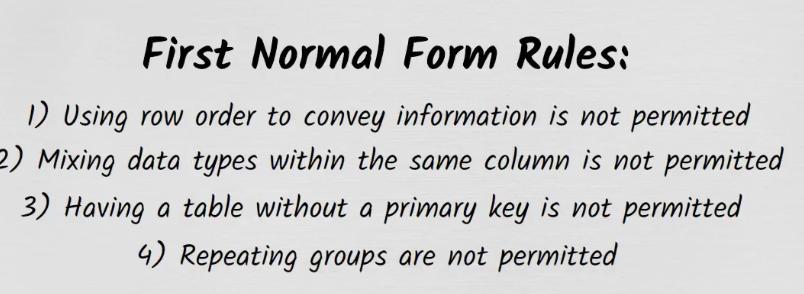 First Normal Form Rules:
1) Using row order to convey information is not permitted
2) Mixing data types within the same column is not permitted
3) Having a table without a primary key is not permitted
4) Repeating groups are not permitted